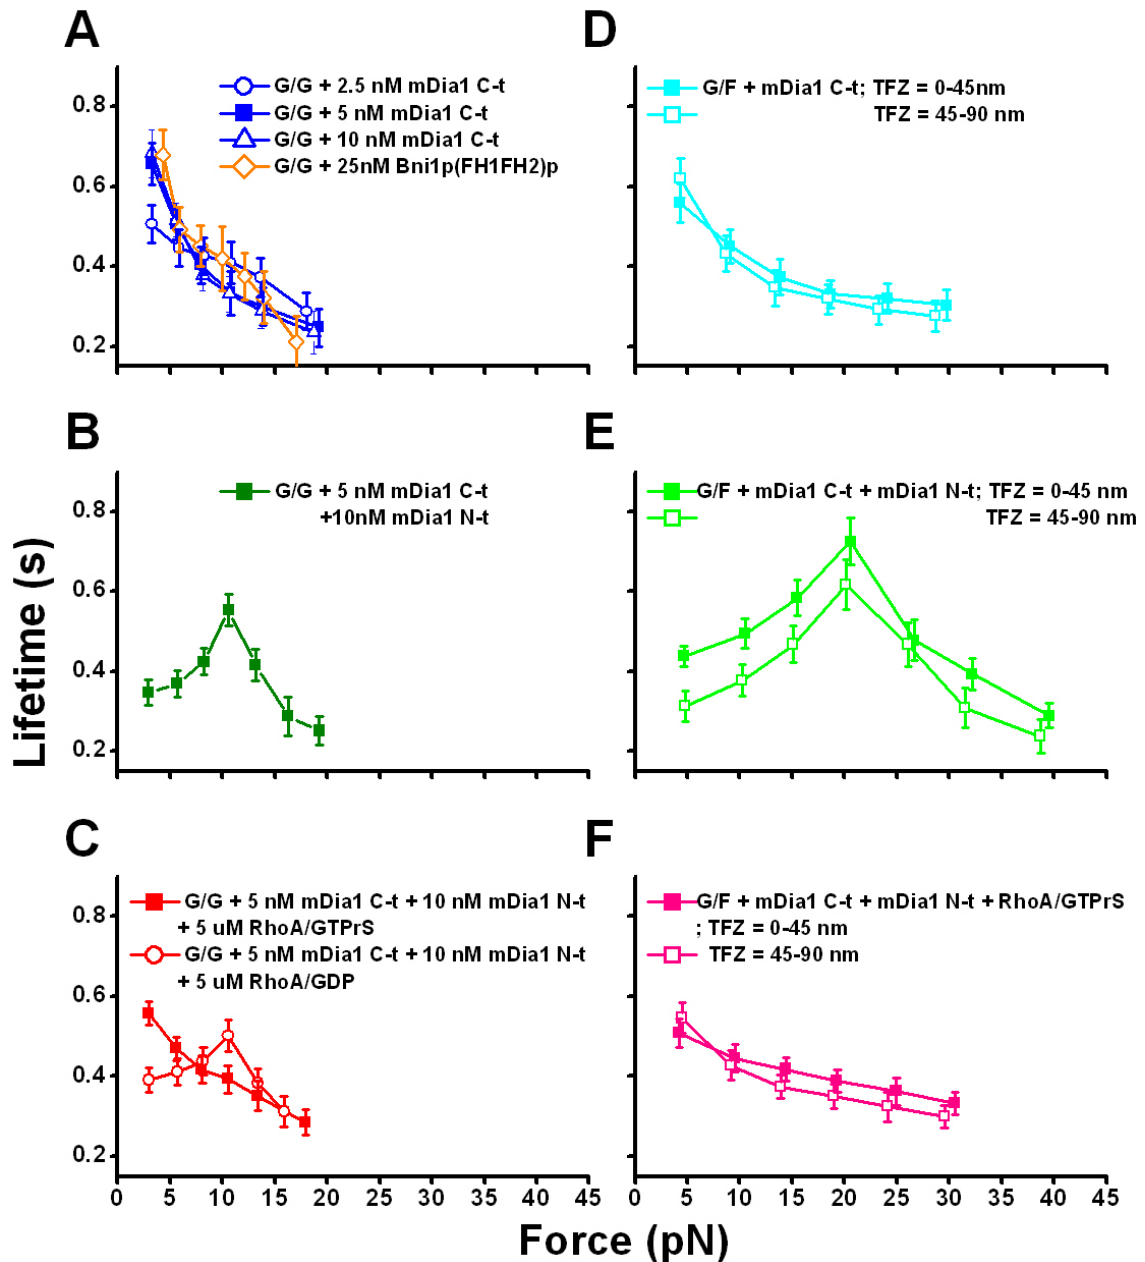 A
G/G + 2.5 nM mDia1 C-t
G/G + 5 nM mDia1 C-t
G/G + 10 nM mDia1 C-t
G/G + 25nM Bni1p(FH1FH2)p
0.8
0.6
0.4
0.2
D
G/F + mDia1 C-t; TFZ = 0-45nm
TFZ = 45-90 nm
B
G/G + 5 nM mDia1 C-t
+10nM mDia1 N-t
0.8
0.6
0.4
0.2
E
G/F + mDia1 C-t + mDia1 N-t; TFZ = 0-45 nm
TFZ = 45-90 nm
Lifetime (s)
C
G/G + 5 nM mDia1 C-t + 10 nM mDia1 N-t
+ 5 uM RhoA/GTPrS
G/G + 5 nM mDia1 C-t + 10 nM mDia1 N-t
+ 5 uM RhoA/GDP
0.8
0.6
0.4
0.2
0 5 10 15 20 25 30 35 40 45
F
G/F + mDia1 C-t + mDia1 N-t + RhoA/GTPrS
; TFZ = 0-45 nm
TFZ = 45-90 nm
0 5 10 15 20 25 30 35 40 45
Force (pN)